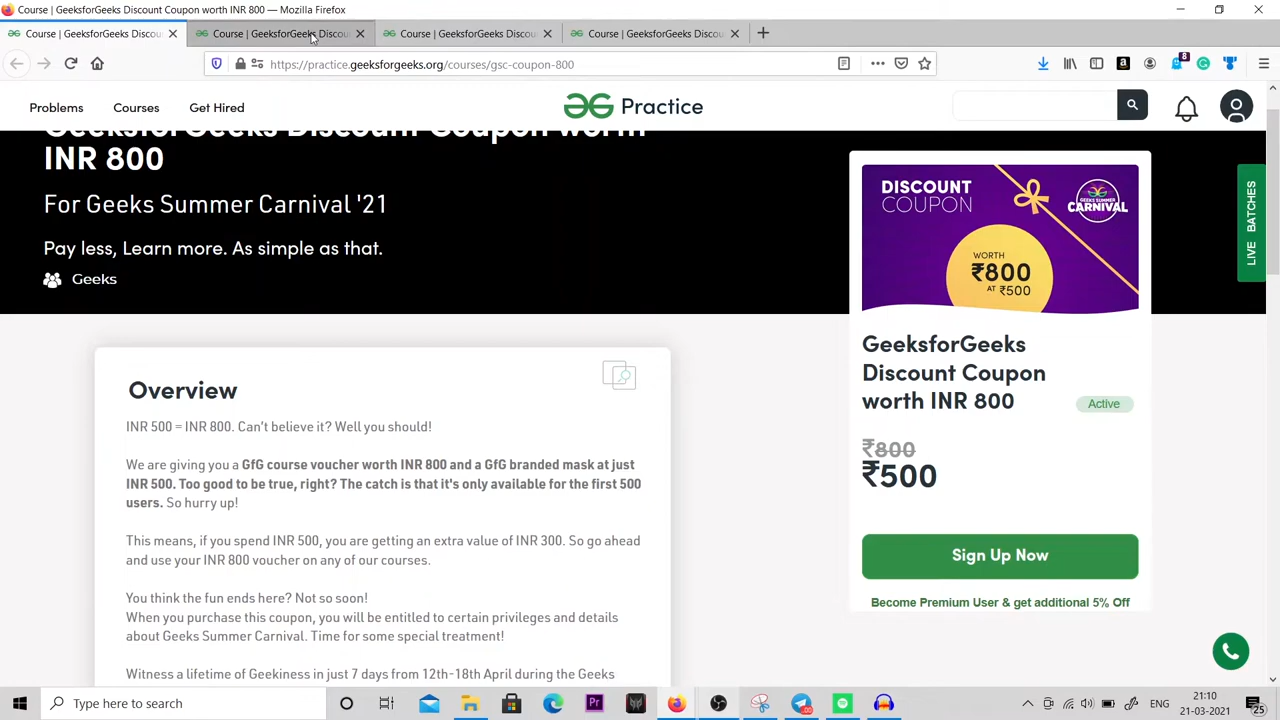 Course | GeeksforGeeks Discount Coupon worth INR 800 — Mozilla Firefox
Course | GeeksforGeeks Discou
Course | GeeksforGeeks Discou
Course | GeeksforGeeks Discou
Course | GeeksforGeeks Discou
https://practice.geeksforgeeks.org/courses/gsc-coupon-800
8
Problems
Courses
Get Hired
Practice
GeeksforGeeks Discount Coupon worth
INR 800
For Geeks Summer Carnival '21
Pay less, Learn more. As simple as that.
Geeks
DISCOUNT
COUPON
GEEKS SUMMER
CARNIVAL
WORTH
₹800
AT ₹500
LIVE BATCHES
GeeksforGeeks
Discount Coupon
worth INR 800
Active
₹800
₹500
Sign Up Now
Become Premium User & get additional 5% Off
Overview
INR 500 = INR 800. Can't believe it? Well you should!
We are giving you a GfG course voucher worth INR 800 and a GfG branded mask at just
INR 500. Too good to be true, right? The catch is that it's only available for the first 500
users. So hurry up!
This means, if you spend INR 500, you are getting an extra value of INR 300. So go ahead
and use your INR 800 voucher on any of our courses.
You think the fun ends here? Not so soon!
When you purchase this coupon, you will be entitled to certain privileges and details
about Geeks Summer Carnival. Time for some special treatment!
Witness a lifetime of Geekiness in just 7 days from 12th-18th April during the Geeks
Type here to search
Pr
ENG
21:10
21-03-2021
25